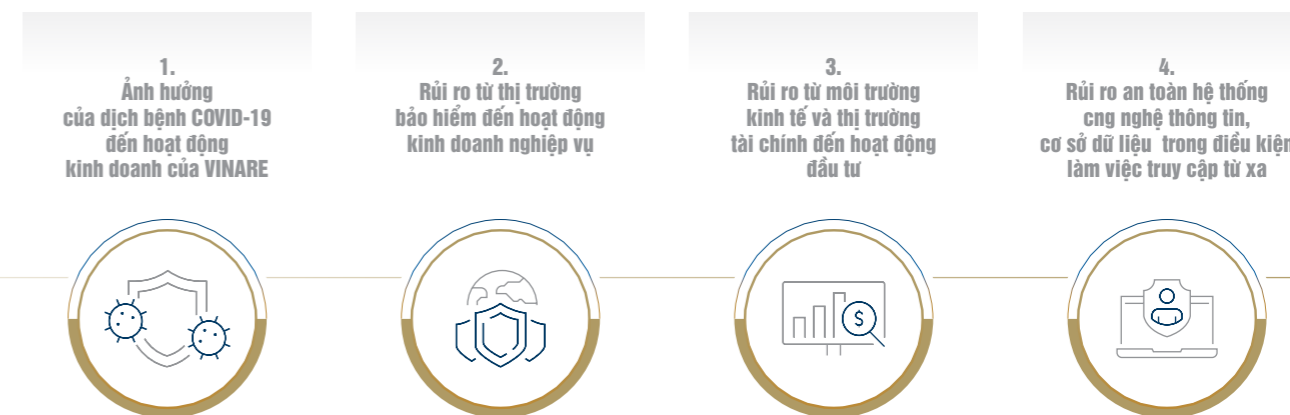 1.
Ảnh hưởng
của dịch bệnh COVID-19
đến hoạt động
kinh doanh của VINARE
2.
Rủi ro từ thị trường
bảo hiểm đến hoạt động
kinh doanh nghiệp vụ
3.
Rủi ro từ môi trường
kinh tế và thị trường
tài chính đến hoạt động
đầu tư
4.
Rủi ro an toàn hệ thống
cng nghệ thông tin,
cơ sở dữ liệu trong điều kiện
làm việc truy cập từ xa
$